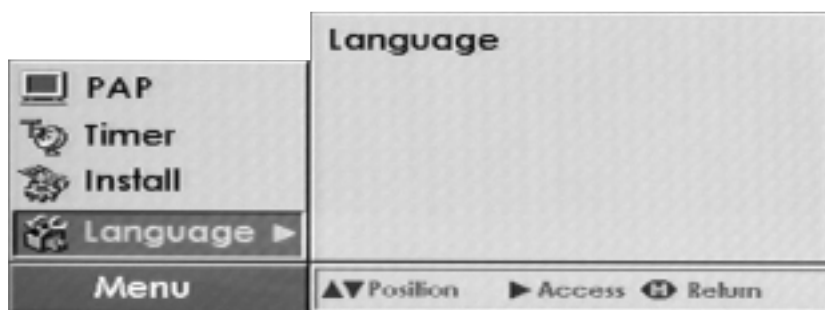 Language
PAP
Timer
Install
Language ▶
Menu
▲▼ Position ▶ Access M Return